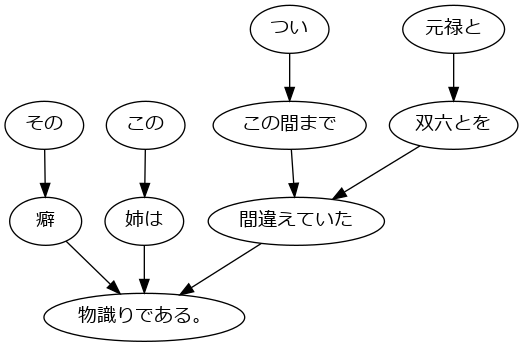 つい
元禄と
その
この
この間まで
双六とを
癖
姉は
間違えていた
物識りである。